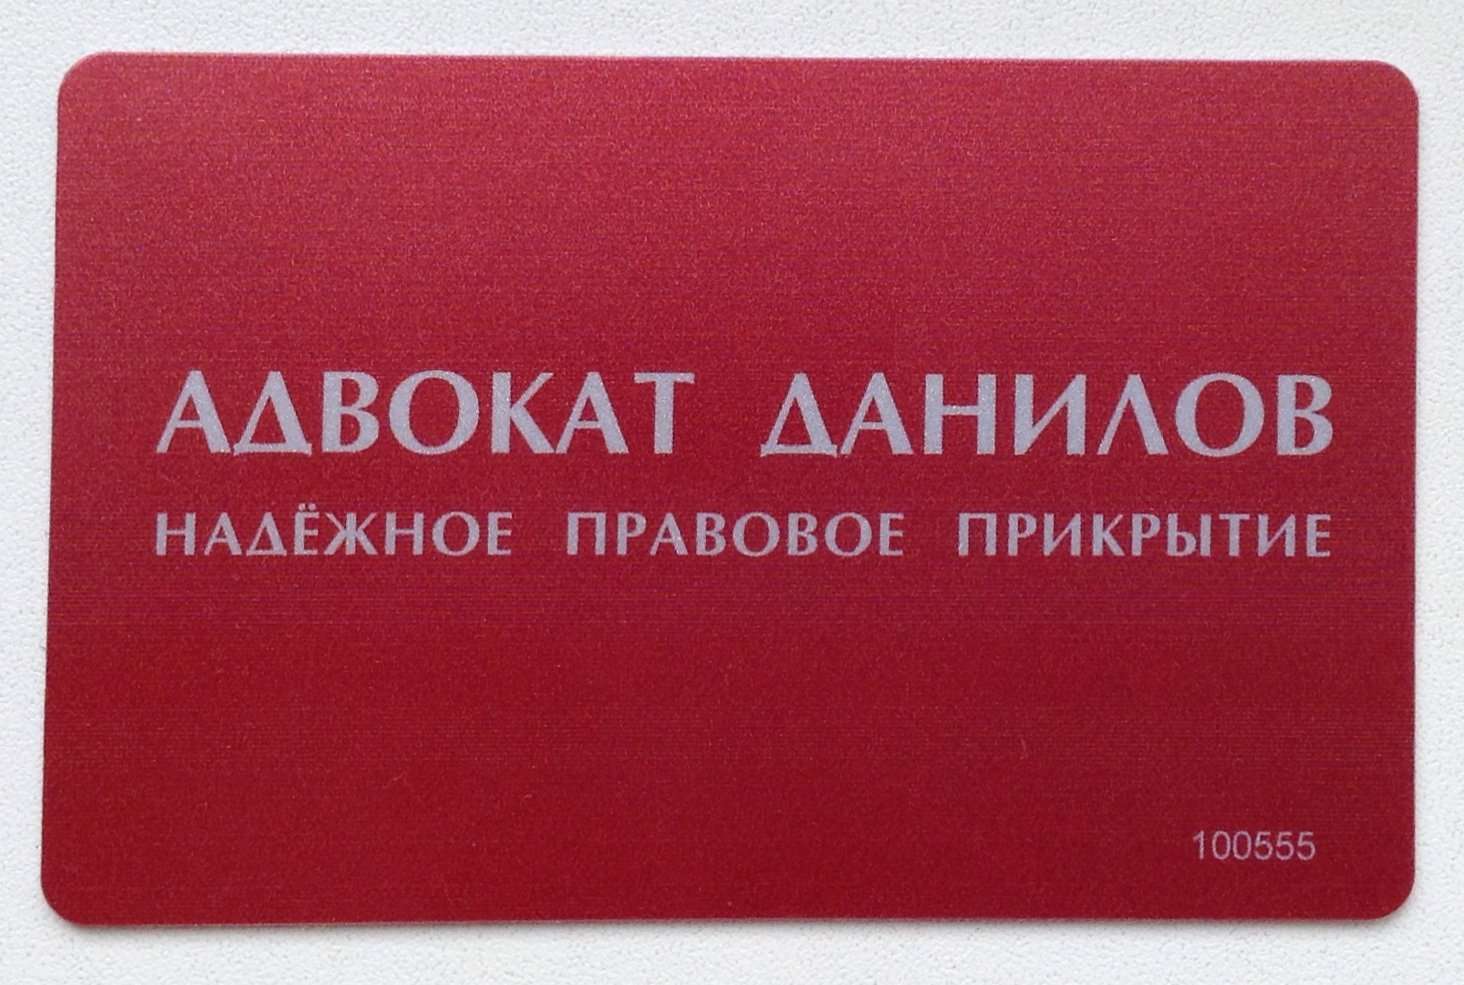 АДВОКАТ ДАНИЛОВ
НАДЁЖНОЕ ПРАВОВОЕ ПРИКРЫТИЕ
100555